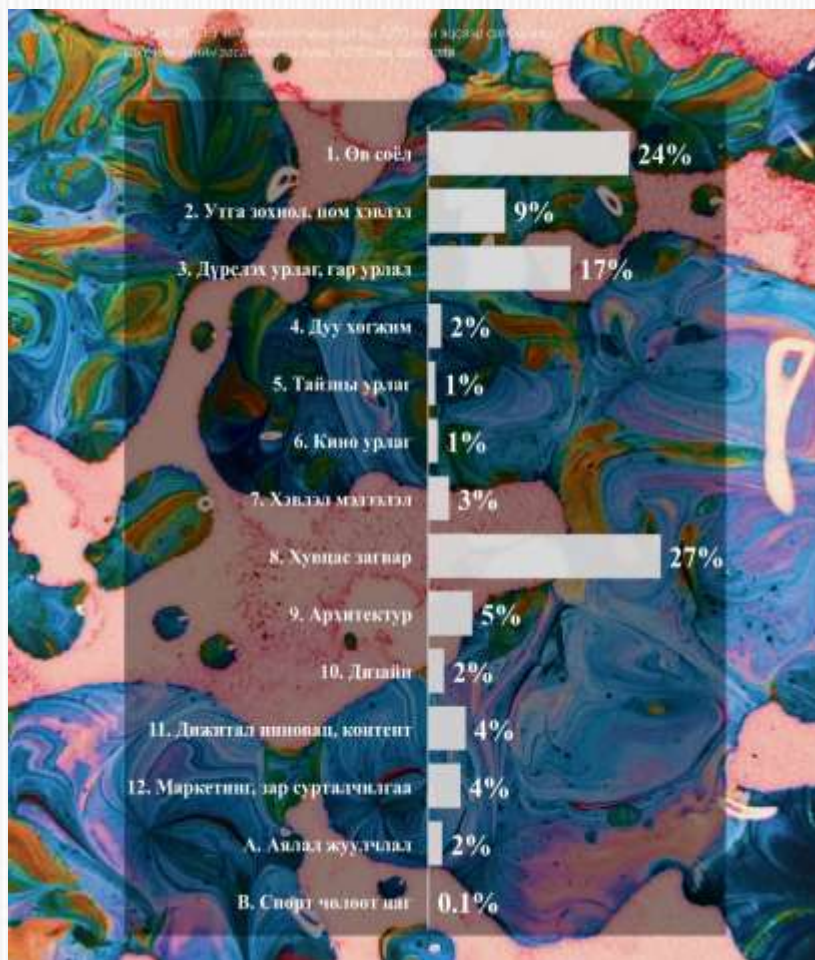 1. Өв соёл 24%
2. Утга зохиол, ном хэвлэл 9%
3. Дүрслэх урлаг, гар урлал 17%
4. Дуу хөгжим 2%
5. Тайзны урлаг 1%
6. Кино урлаг 1%
7. Хэвлэл мэдээлэл 3%
8. Хувцас загвар 27%
9. Архитектур 5%
10. Дизайн 2%
11. Дижитал инновац, контент 4%
12. Маркетинг, зар сурталчилгаа 4%
A. Аялал жуулчлал 2%
B. Спорт чөлөөт цаг 0.1%